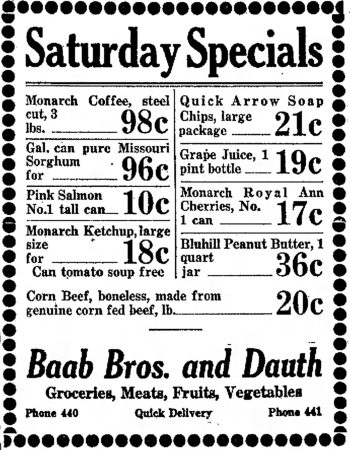 Saturday Specials
Monarch Coffee, steel
cut, 3
lbs. 98c
Gal. can pure Missouri
Sorghum
for 96c
Pink Salmon
No.1 tall can 10c
Monarch Ketchup, large
size
for 18c
Can tomato soup free
Quick Arrow Soap
Chips, large
package 21c
Grape Juice, 1
pint bottle 19c
Monarch Royal Ann
Cherries, No.
1 can 17c
Bluhill Peanut Butter, 1
quart
jar 36c
Corn Beef, boneless, made from
genuine corn fed beef, lb. 20c
Baab Bros. and Dauth
Groceries, Meats, Fruits, Vegetables
Phone 440 Quick Delivery Phone 441